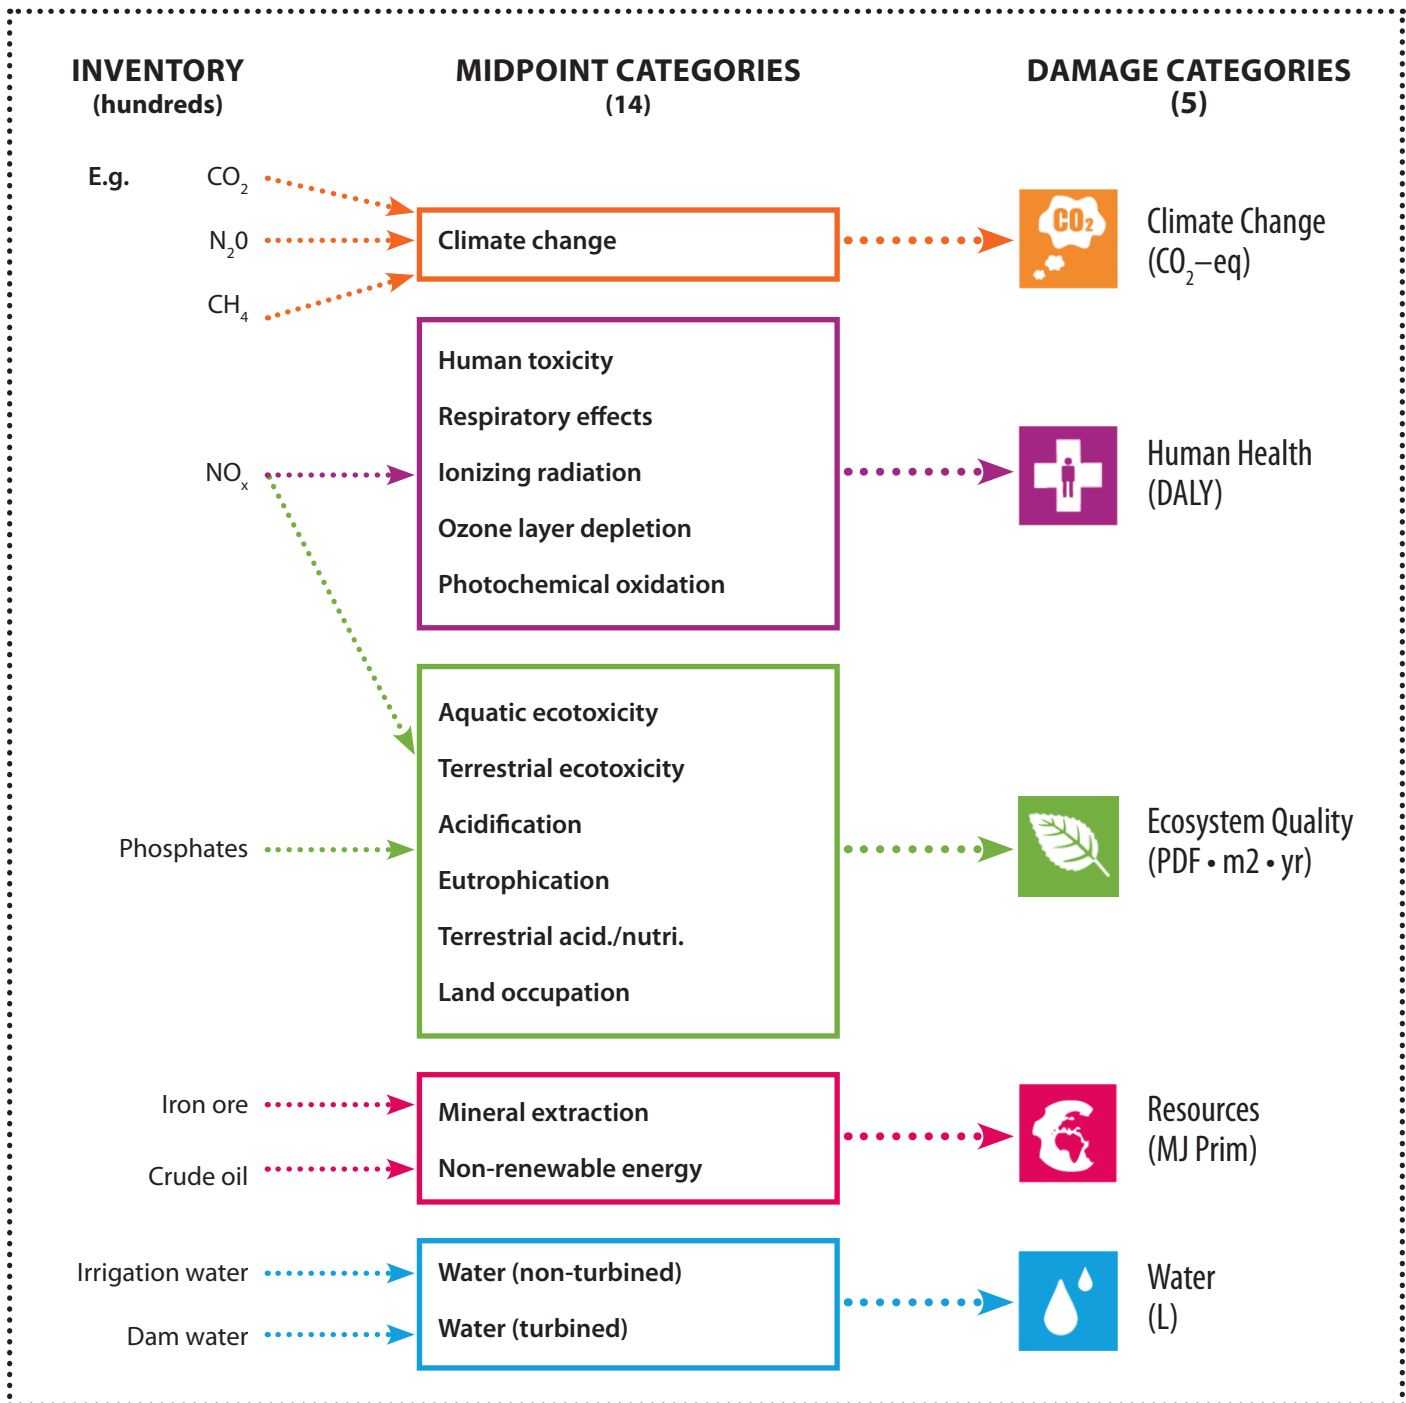 INVENTORY
(hundreds)
MIDPOINT CATEGORIES
(14)
DAMAGE CATEGORIES
(5)
E.g.
CO₂
N₂0
CH₄
Climate change
CO₂
Climate Change
(CO₂–eq)
NOₓ
Human toxicity
Respiratory effects
Ionizing radiation
Ozone layer depletion
Photochemical oxidation
Human Health
(DALY)
Phosphates
Aquatic ecotoxicity
Terrestrial ecotoxicity
Acidification
Eutrophication
Terrestrial acid./nutri.
Land occupation
Ecosystem Quality
(PDF • m2 • yr)
Iron ore
Crude oil
Mineral extraction
Non-renewable energy
Resources
(MJ Prim)
Irrigation water
Dam water
Water (non-turbined)
Water (turbined)
Water
(L)